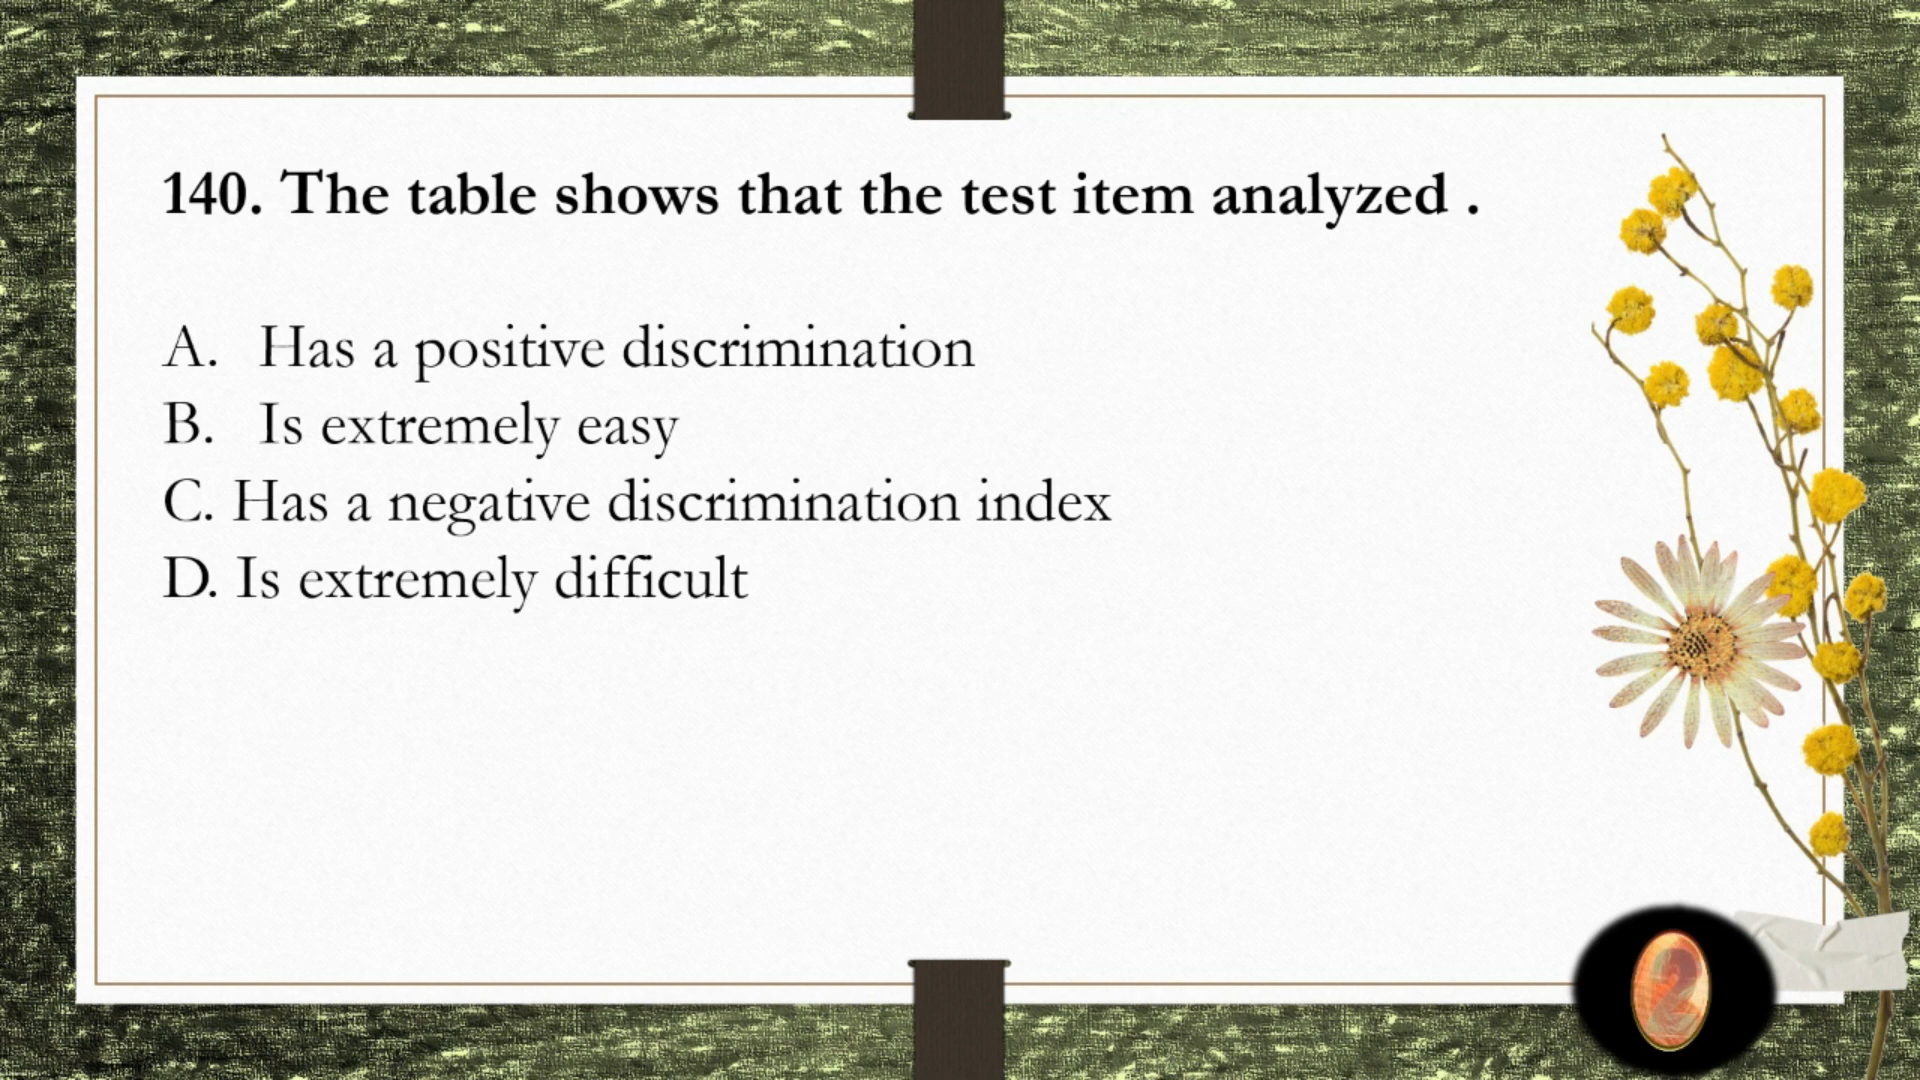 140. The table shows that the test item analyzed .
A. Has a positive discrimination
B. Is extremely easy
C. Has a negative discrimination index
D. Is extremely difficult
2